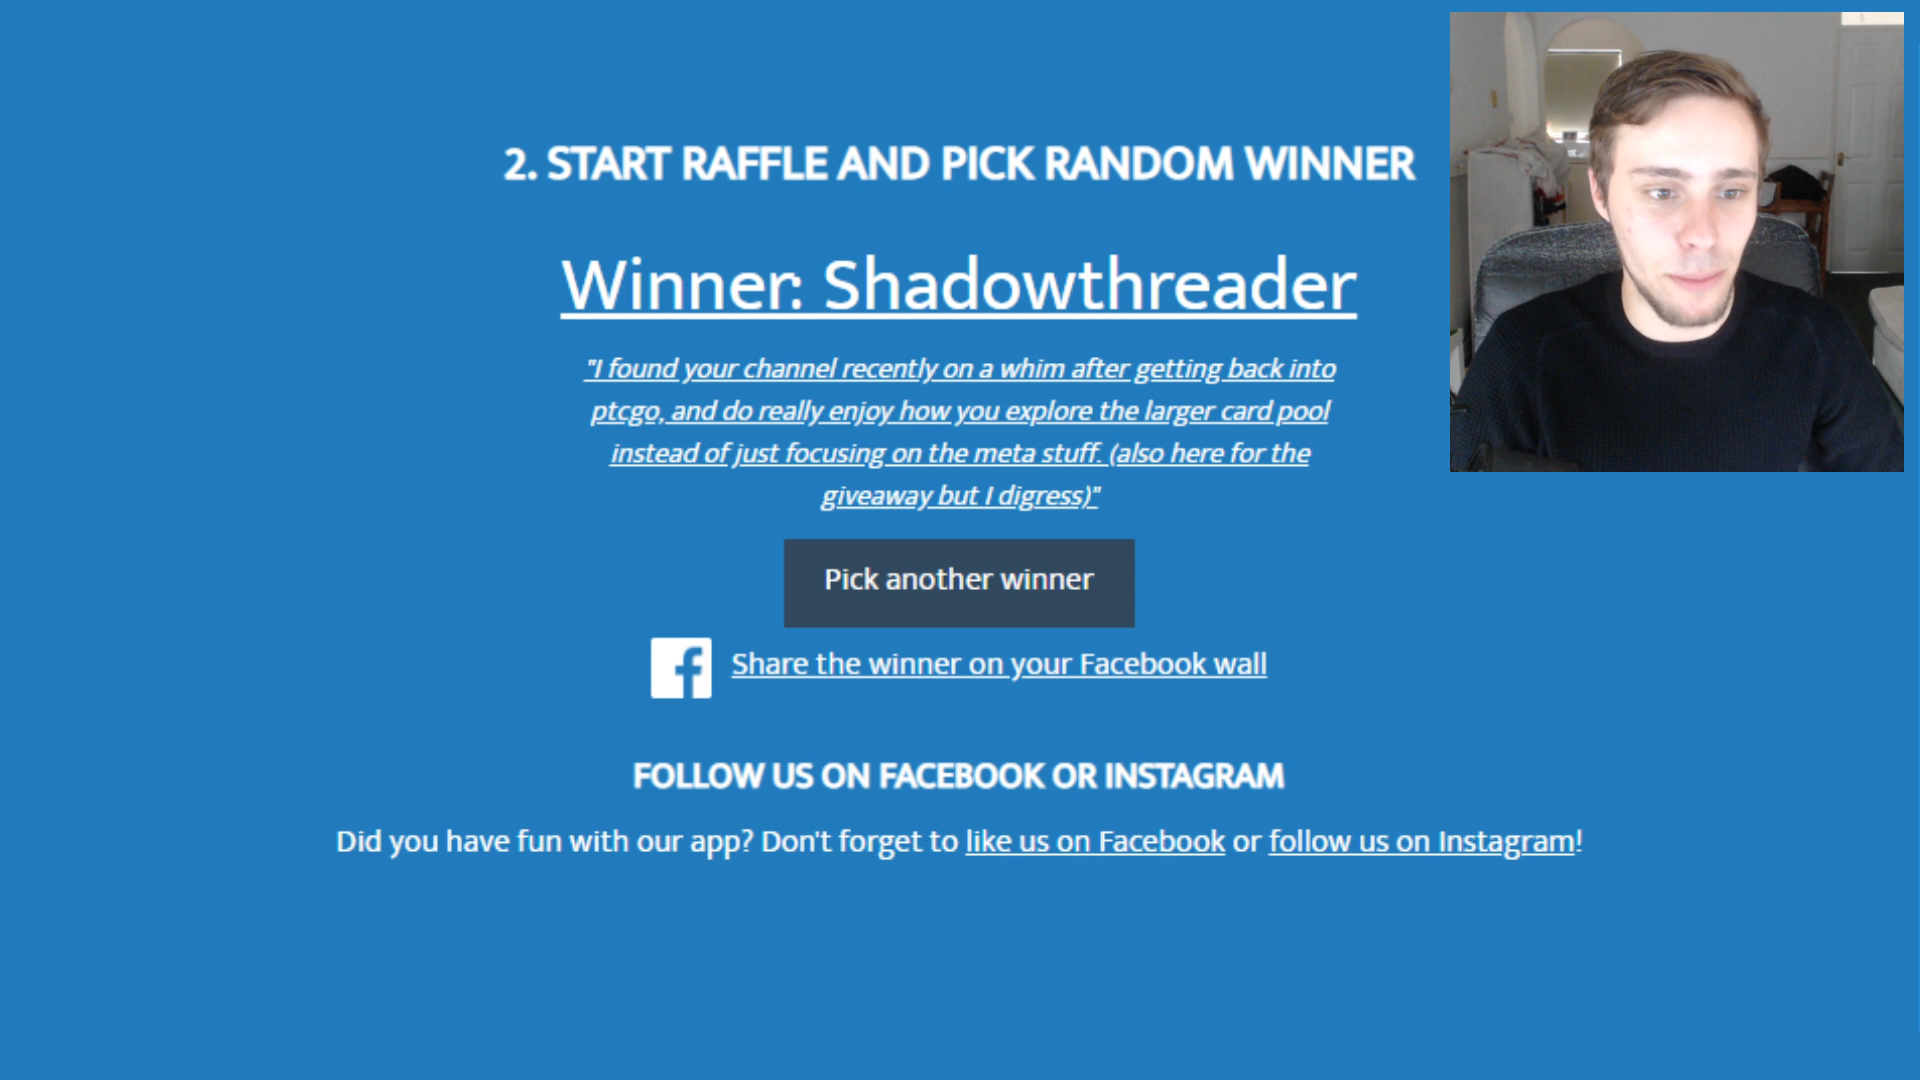 2. START RAFFLE AND PICK RANDOM WINNER
Winner: Shadowthreader
"I found your channel recently on a whim after getting back into
ptcgo, and do really enjoy how you explore the larger card pool
instead of just focusing on the meta stuff. (also here for the
giveaway but I digress)"
Pick another winner
Share the winner on your Facebook wall
FOLLOW US ON FACEBOOK OR INSTAGRAM
Did you have fun with our app? Don't forget to like us on Facebook or follow us on Instagram!